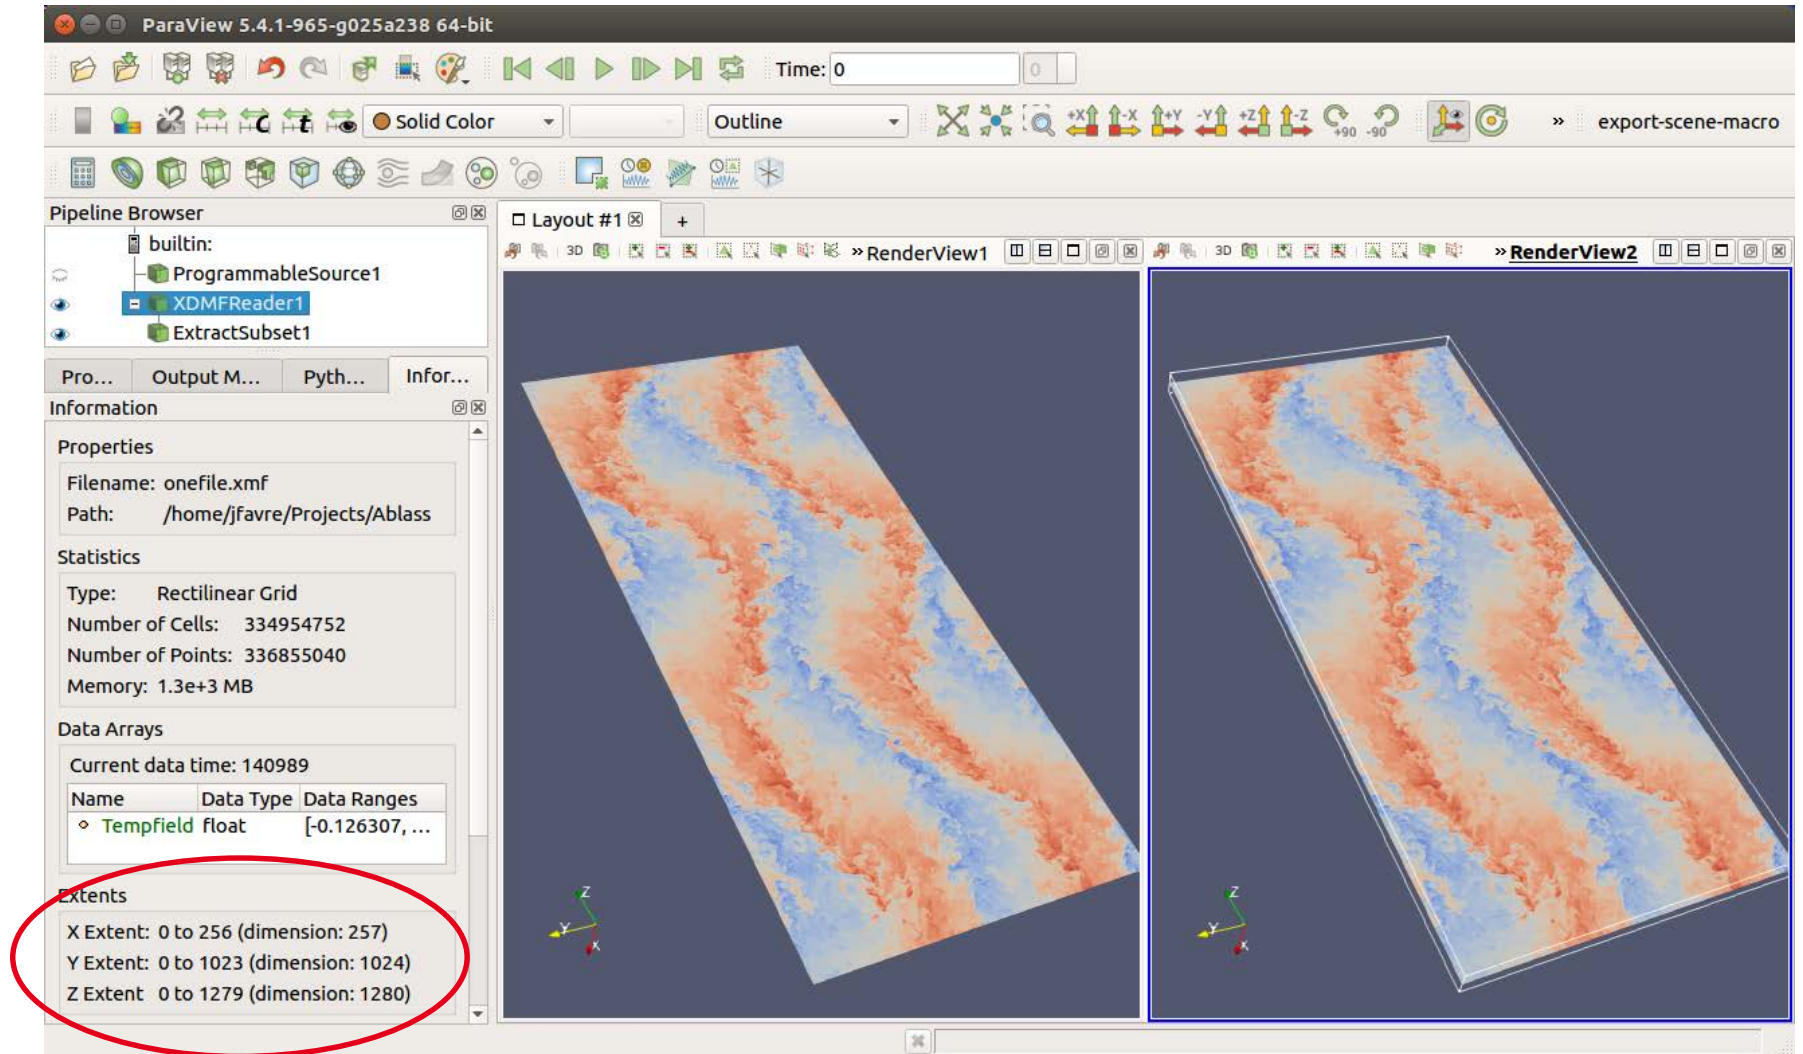 ParaView 5.4.1-965-g025a238 64-bit
Time: 0
0
Solid Color
Outline
+X -X +Y -Y +Z -Z +90 -90
» export-scene-macro
Pipeline Browser
Layout #1 +
builtin:
ProgrammableSource1
XDMFReader1
ExtractSubset1
3D » RenderView1
3D » RenderView2
Pro... Output M... Pyth... Infor...
Information
Properties
Filename: onefile.xmf
Path: /home/jfavre/Projects/Ablass
Statistics
Type: Rectilinear Grid
Number of Cells: 334954752
Number of Points: 336855040
Memory: 1.3e+3 MB
Data Arrays
Current data time: 140989
Name Data Type Data Ranges
Tempfield float [-0.126307, ...
Extents
X Extent: 0 to 256 (dimension: 257)
Y Extent: 0 to 1023 (dimension: 1024)
Z Extent 0 to 1279 (dimension: 1280)
Z
Y
X
Z
Y
X